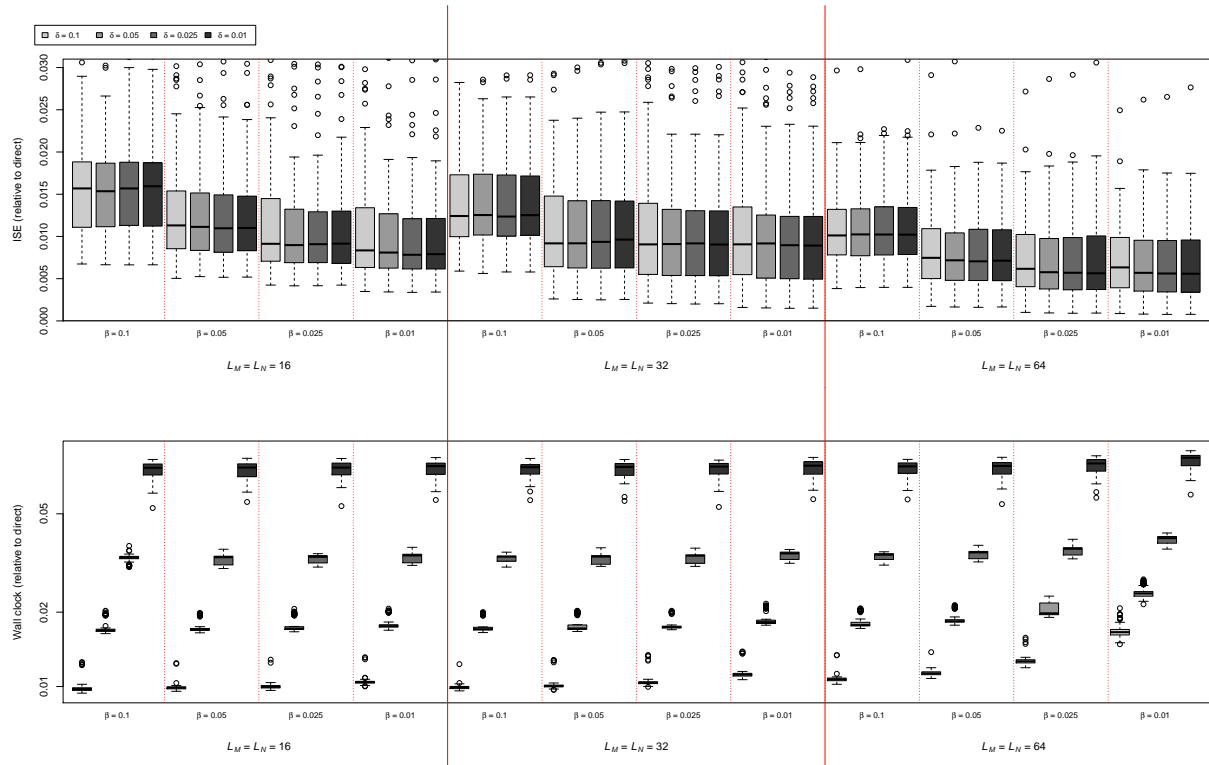 δ = 0.1 δ = 0.05 δ = 0.025 δ = 0.01
ISE (relative to direct)
0.030
0.025
0.020
0.015
0.010
0.005
0.000
β = 0.1 β = 0.05 β = 0.025 β = 0.01 β = 0.1 β = 0.05 β = 0.025 β = 0.01 β = 0.1 β = 0.05 β = 0.025 β = 0.01
L_M = L_N = 16 L_M = L_N = 32 L_M = L_N = 64
Wall clock (relative to direct)
0.05
0.02
0.01
β = 0.1 β = 0.05 β = 0.025 β = 0.01 β = 0.1 β = 0.05 β = 0.025 β = 0.01 β = 0.1 β = 0.05 β = 0.025 β = 0.01
L_M = L_N = 16 L_M = L_N = 32 L_M = L_N = 64